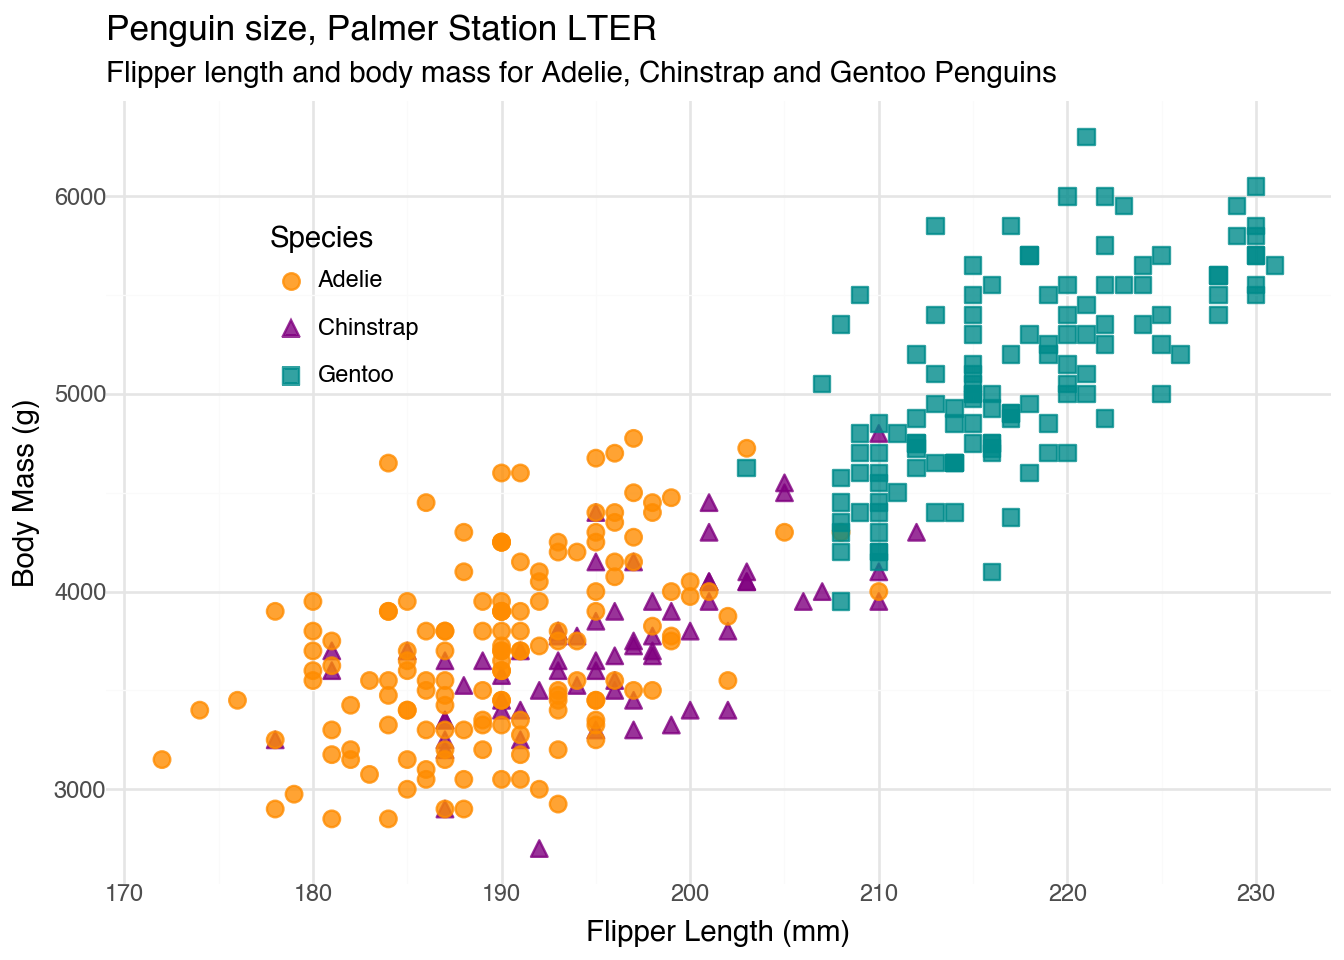 Penguin size, Palmer Station LTER
Flipper length and body mass for Adelie, Chinstrap and Gentoo Penguins
6000
5000
4000
3000
Body Mass (g)
Species
Adelie
Chinstrap
Gentoo
170 180 190 200 210 220 230
Flipper Length (mm)